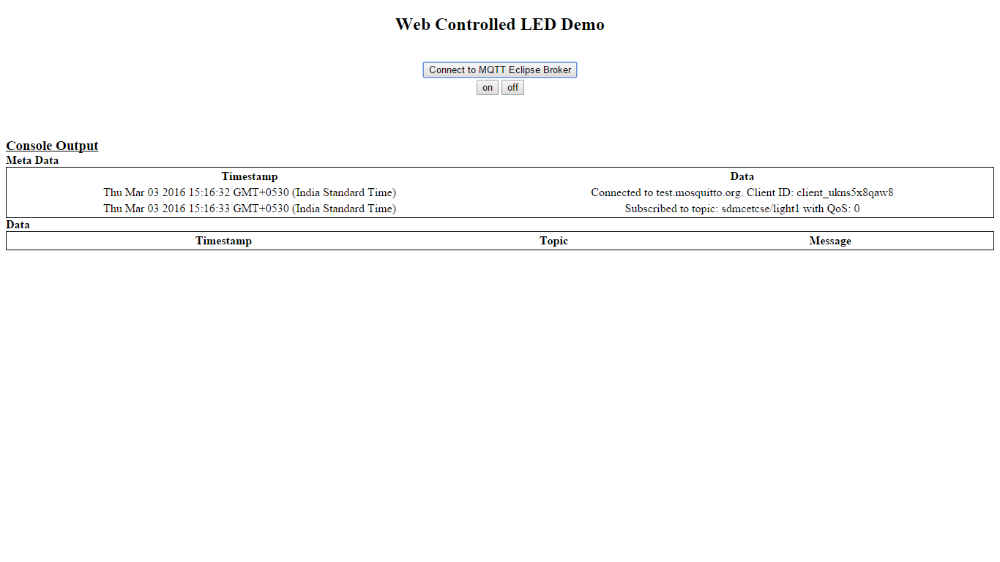 Web Controlled LED Demo
Connect to MQTT Eclipse Broker
on off
Console Output
Meta Data
Timestamp Data
Thu Mar 03 2016 15:16:32 GMT+0530 (India Standard Time) Connected to test.mosquitto.org. Client ID: client_ukns5x8qaw8
Thu Mar 03 2016 15:16:33 GMT+0530 (India Standard Time) Subscribed to topic: sdmcetcse/light1 with QoS: 0
Data
Timestamp Topic Message